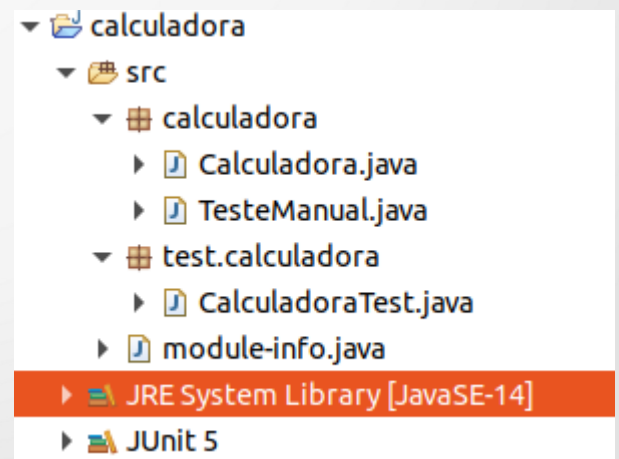 calculadora
src
calculadora
Calculadora.java
TesteManual.java
test.calculadora
CalculadoraTest.java
module-info.java
JRE System Library [JavaSE-14]
JUnit 5